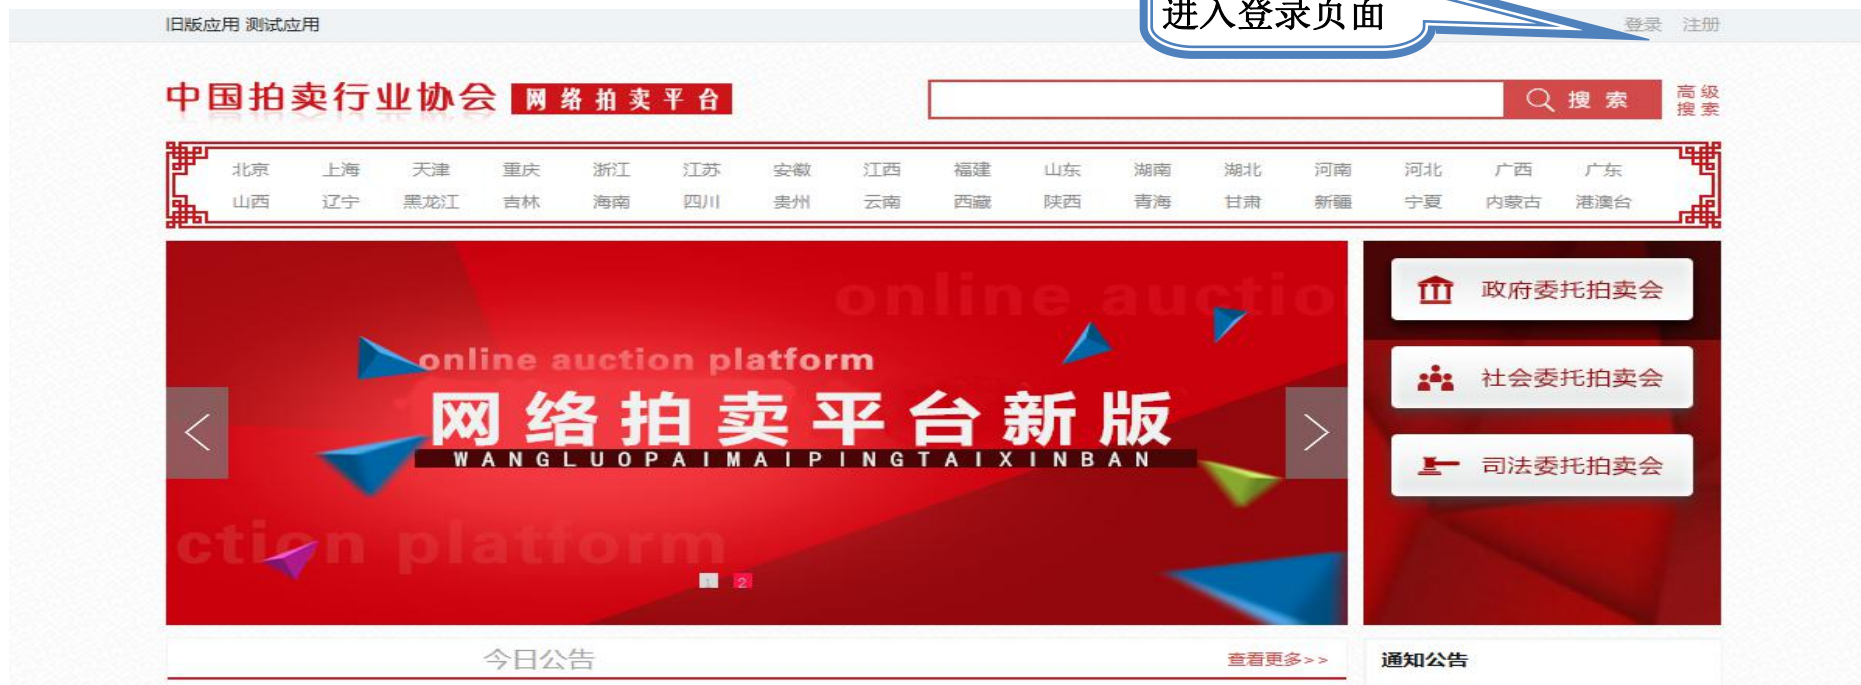 进入登录页面
旧版应用 测试应用
登录 注册
中国拍卖行业协会 网络拍卖平台
搜索
高级
搜索
北京 上海 天津 重庆 浙江 江苏 安徽 江西 福建 山东 湖南 湖北 河南 河北 广西 广东
山西 辽宁 黑龙江 吉林 海南 四川 贵州 云南 西藏 陕西 青海 甘肃 新疆 宁夏 内蒙古 港澳台
online auctio
online auction platform
网络拍卖平台新版
WANGLUOPAIMAIPINGTAIXINBAN
ction platform
1 2
政府委托拍卖会
社会委托拍卖会
司法委托拍卖会
今日公告
查看更多>>
通知公告